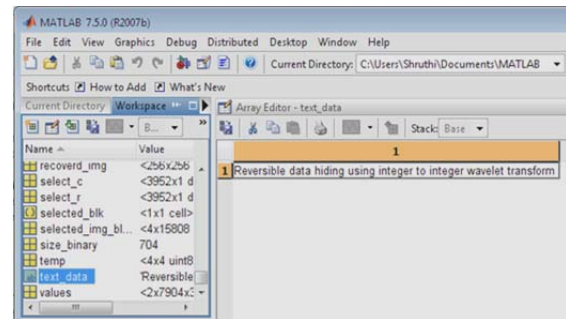 MATLAB 7.5.0 (R2007b)
File Edit View Graphics Debug Distributed Desktop Window Help
Current Directory: C:\Users\Shruthi\Documents\MATLAB
Shortcuts How to Add What's New
Current Directory Workspace
Array Editor - text_data
B...
Stack: Base
Name Value
1
recoverd_img <256x256
1 Reversible data hiding using integer to integer wavelet transform
select_c <3952x1 d
select_r <3952x1 d
selected_blk <1x1 cell>
selected_img_bl... <4x15808
size_binary 704
temp <4x4 uint8
text_data 'Reversible
values <2x7904x